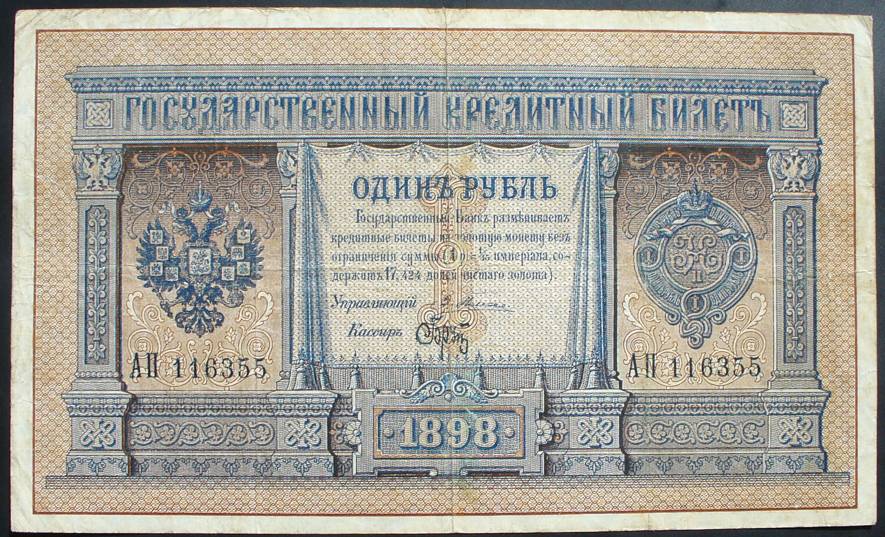 ГОСУДАРСТВЕННЫЙ КРЕДИТНЫЙ БИЛЕТЪ
ОДИНЪ РУБЛЬ
Государственный Банкъ размѣниваетъ
кредитные билеты на золотую монету безъ
ограниченія суммы (1 р. = 1/15 имперіала, со-
держитъ 17,424 долей чистаго золота).
Управляющій
Кассиръ
АП 116355
АП 116355
1898